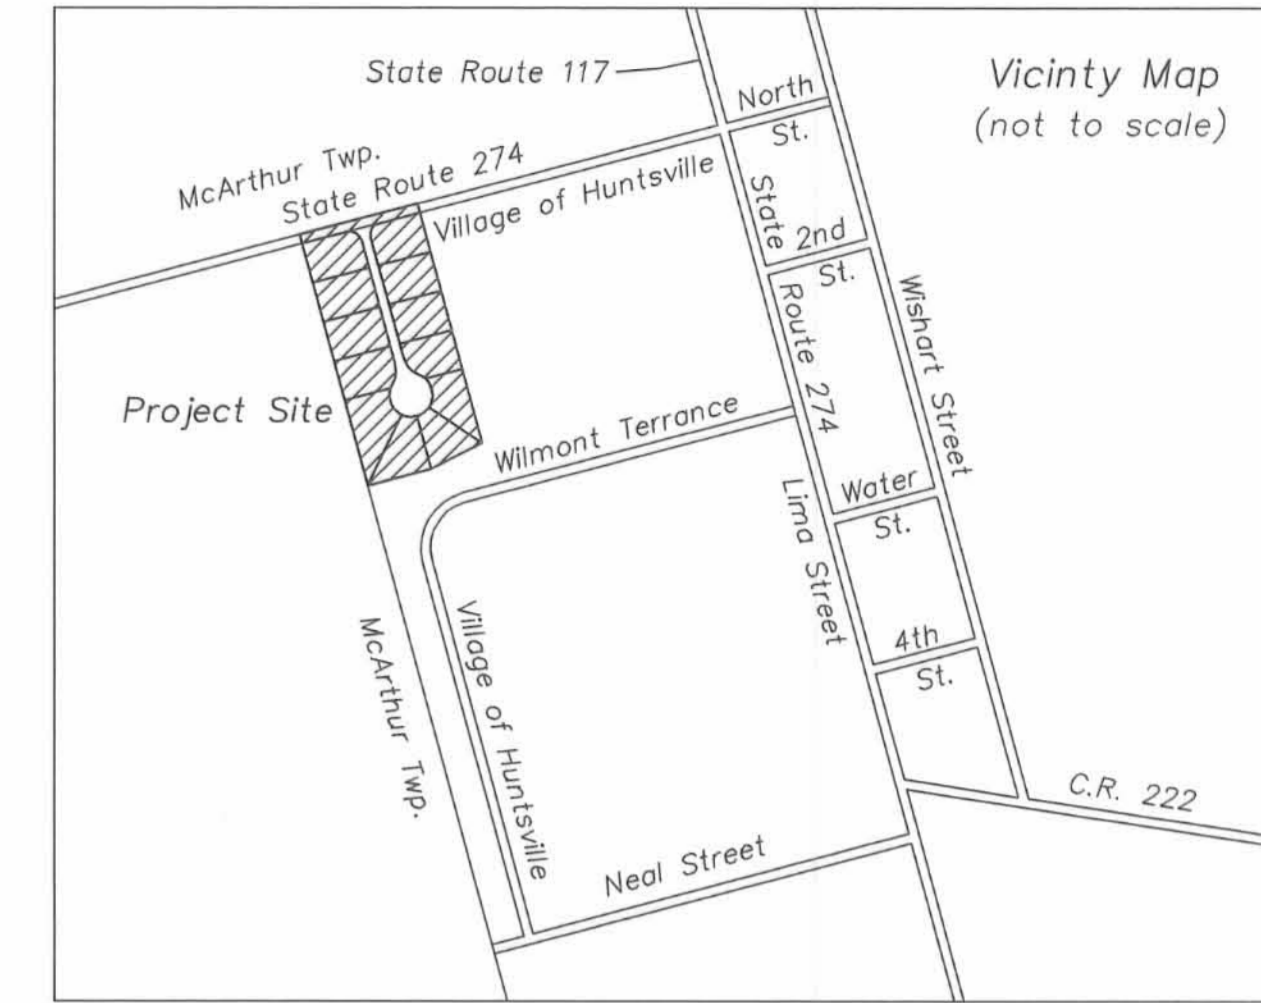 State Route 117
Vicinty Map
(not to scale)
North
St.
McArthur Twp.
State Route 274
Village of Huntsville
State
Route 274
2nd
St.
Wishart Street
Project Site
Wilmont Terrance
Lima Street
Water
St.
4th
St.
McArthur Twp.
Village of Huntsville
C.R. 222
Neal Street